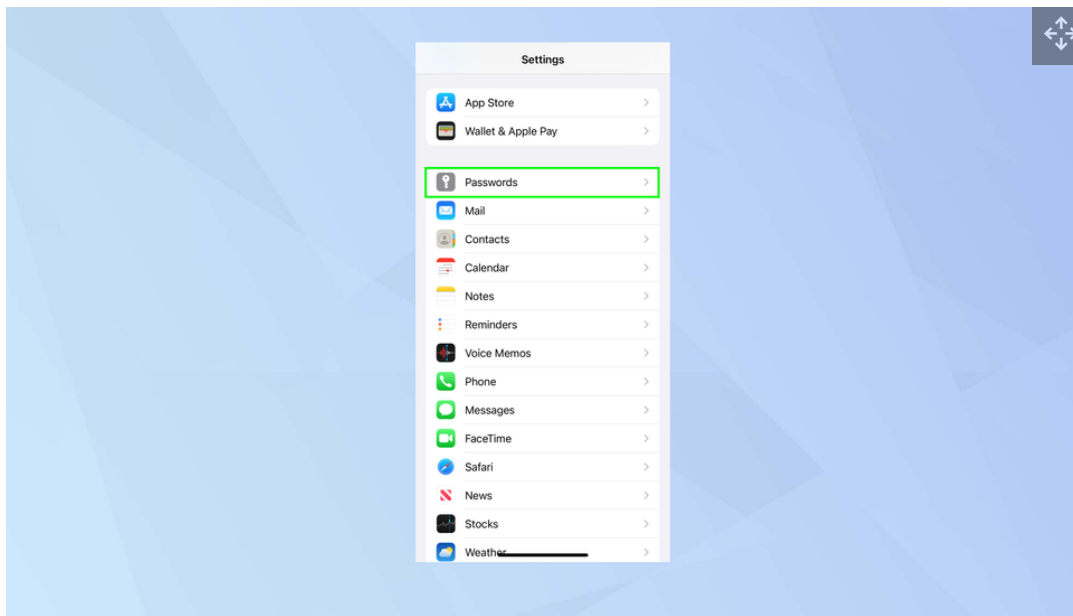 Settings
App Store
Wallet & Apple Pay
Passwords
Mail
Contacts
Calendar
Notes
Reminders
Voice Memos
Phone
Messages
FaceTime
Safari
News
Stocks
Weather